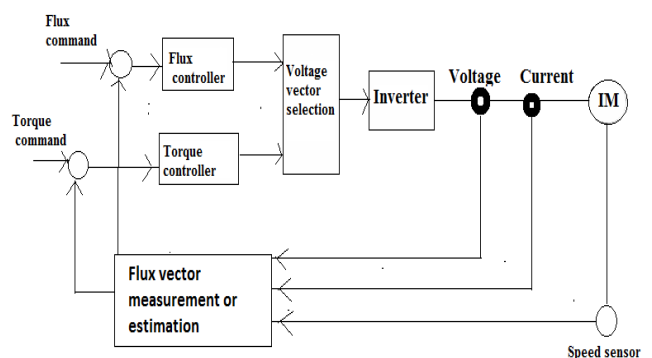 Flux
command
Flux
controller
Voltage
vector
selection
Inverter
Voltage
Current
IM
Torque
command
Torque
controller
Flux vector
measurement or
estimation
Speed sensor